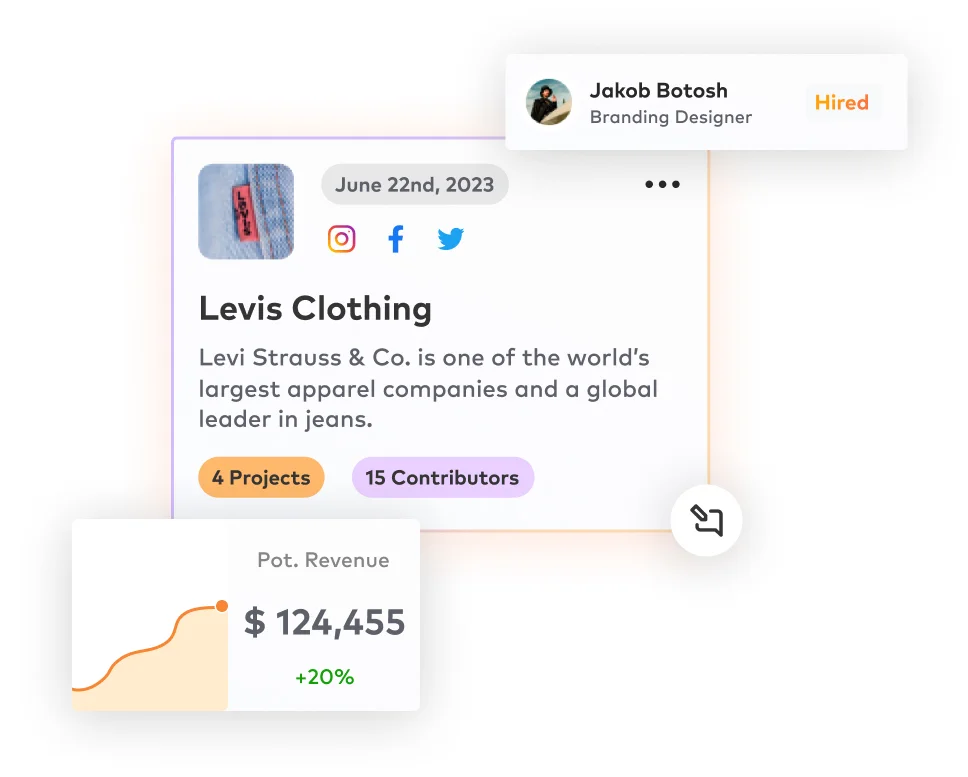 Jakob Botosh
Branding Designer
Hired
June 22nd, 2023
LEVI'S
Levis Clothing
Levi Strauss & Co. is one of the world’s
largest apparel companies and a global
leader in jeans.
4 Projects
15 Contributors
Pot. Revenue
$ 124,455
+20%